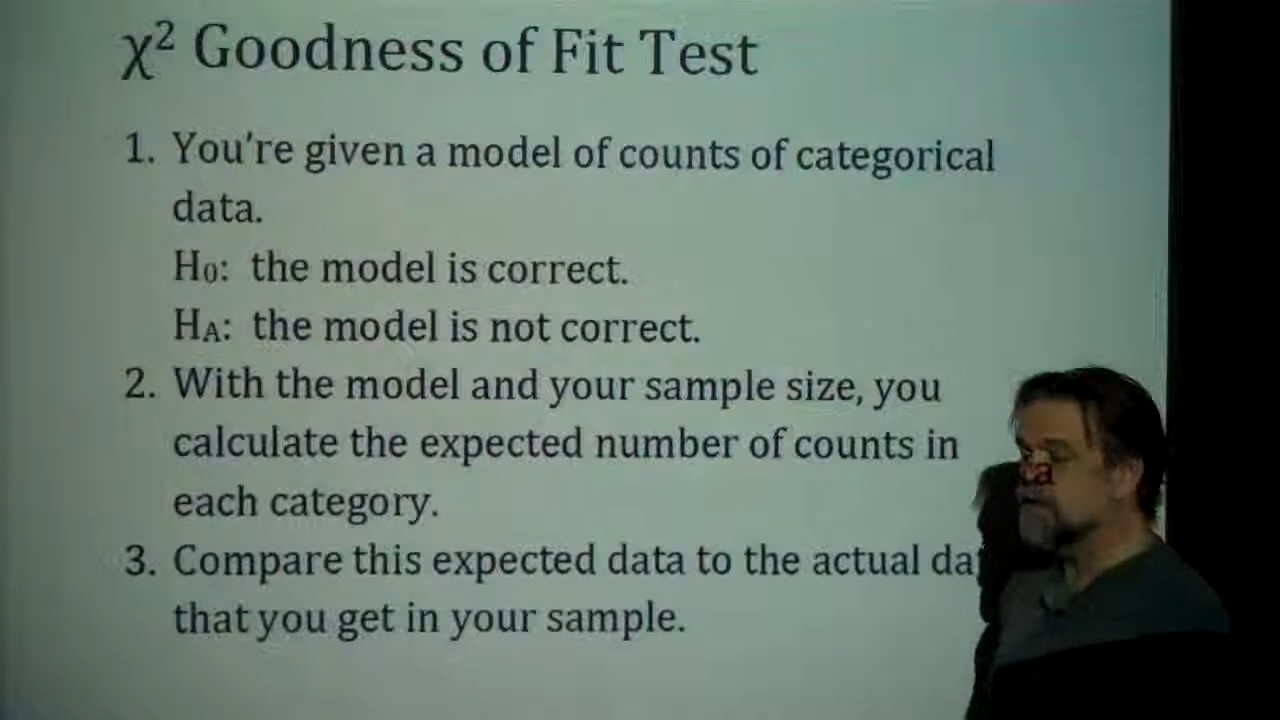 χ² Goodness of Fit Test
1. You're given a model of counts of categorical
data.
H₀: the model is correct.
Hᴀ: the model is not correct.
2. With the model and your sample size, you
calculate the expected number of counts in
each category.
3. Compare this expected data to the actual data
that you get in your sample.